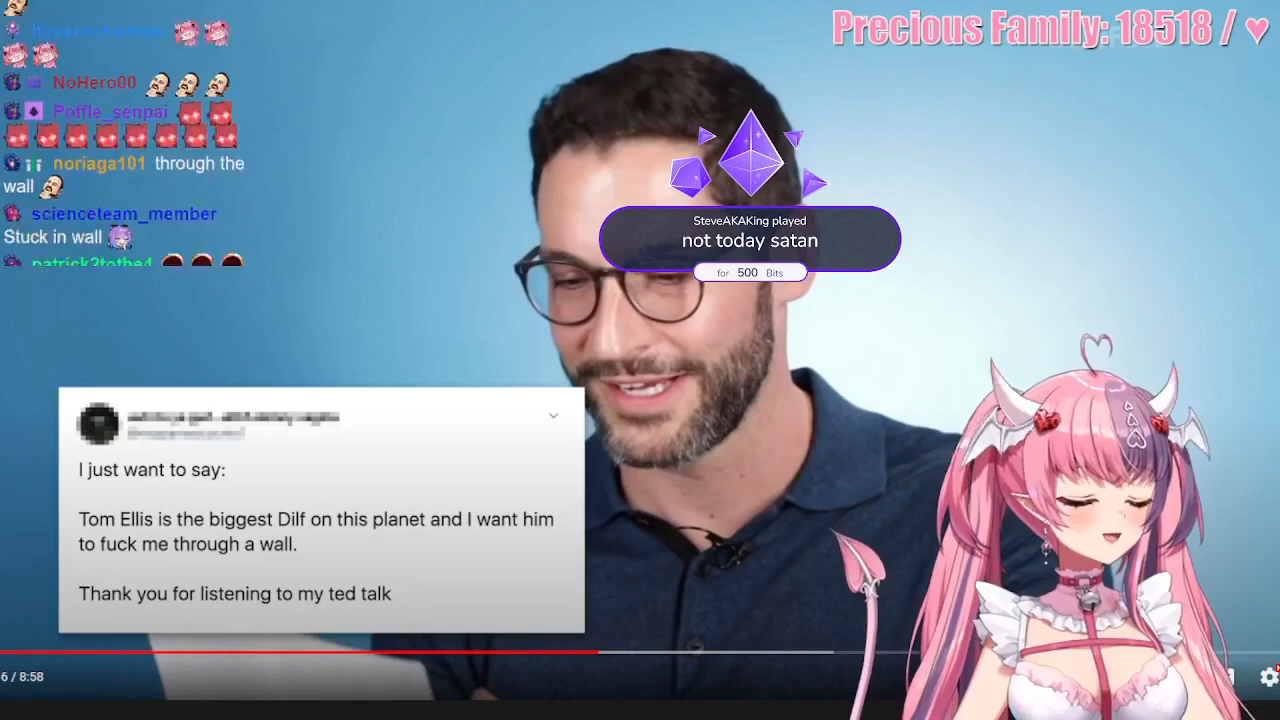 Precious Family: 18518 / ♥
NoHero00
Poffle_senpai
noriaga101 through the
wall
scienceteam_member
Stuck in wall
patrick2tothe4
SteveAKAKing played
not today satan
for 500 Bits
I just want to say:
Tom Ellis is the biggest Dilf on this planet and I want him
to fuck me through a wall.
Thank you for listening to my ted talk
6 / 8:58